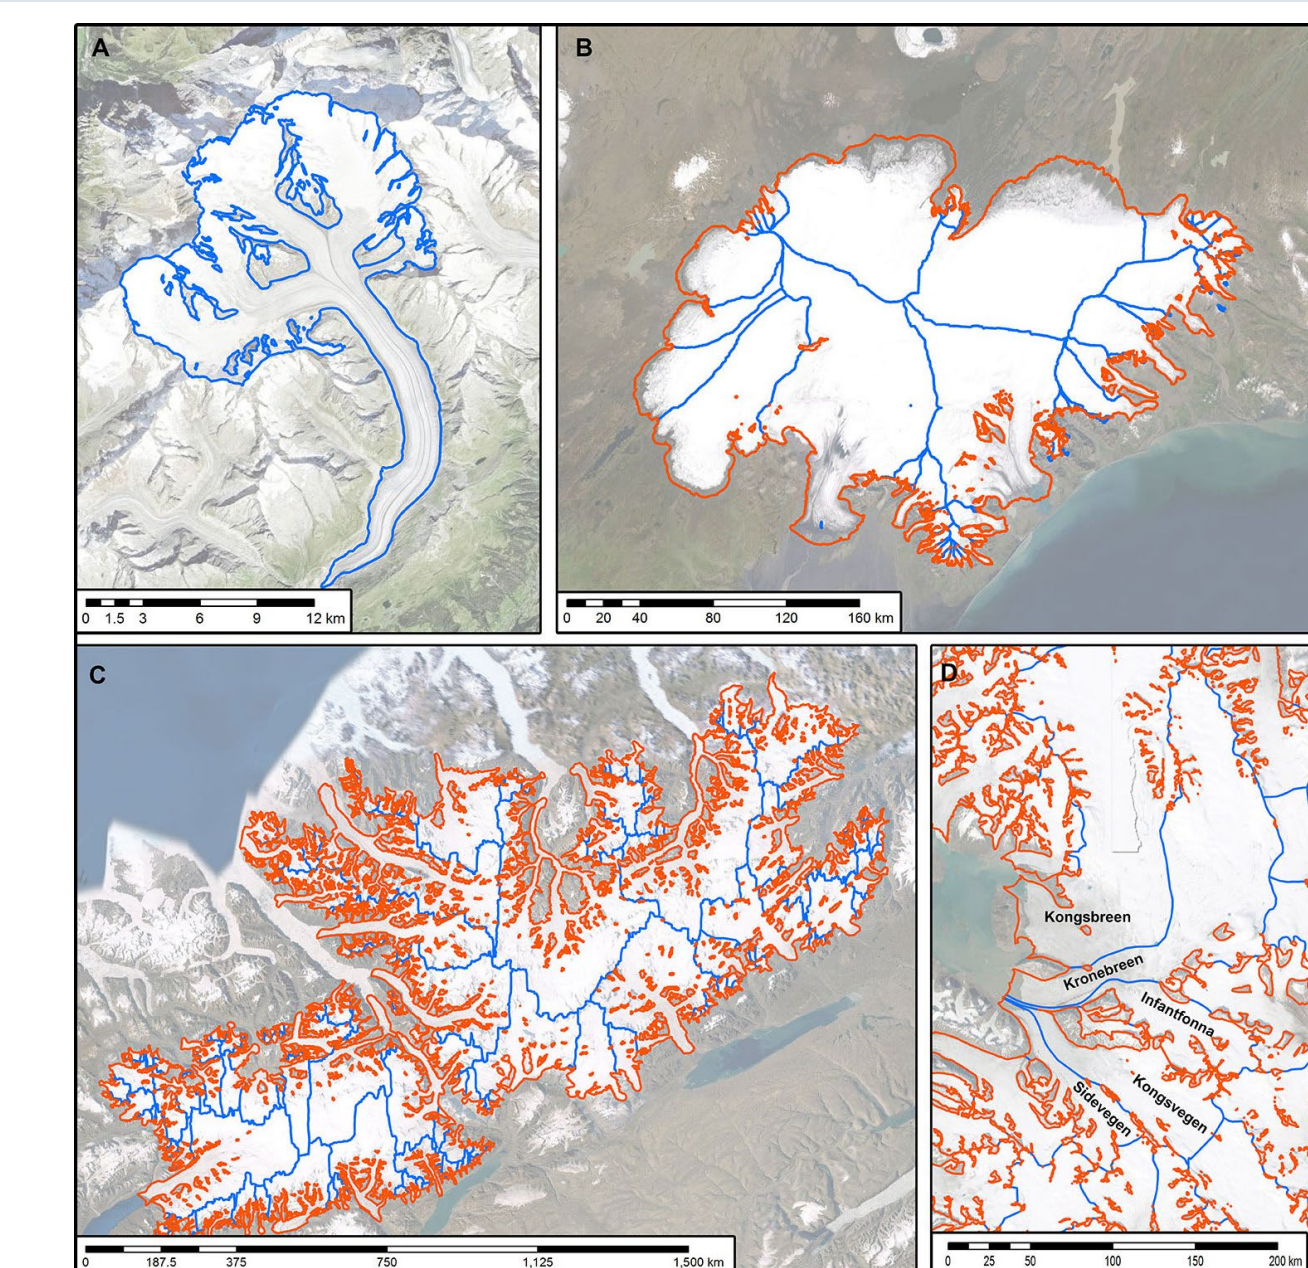 A
B
0 1.5 3 6 9 12 km
0 20 40 80 120 160 km
C
D
Kongsbreen
Kronebreen
Infantfonna
Kongsvegen
Sidevegen
0 187.5 375 750 1,125 1,500 km
0 25 50 100 150 200 km